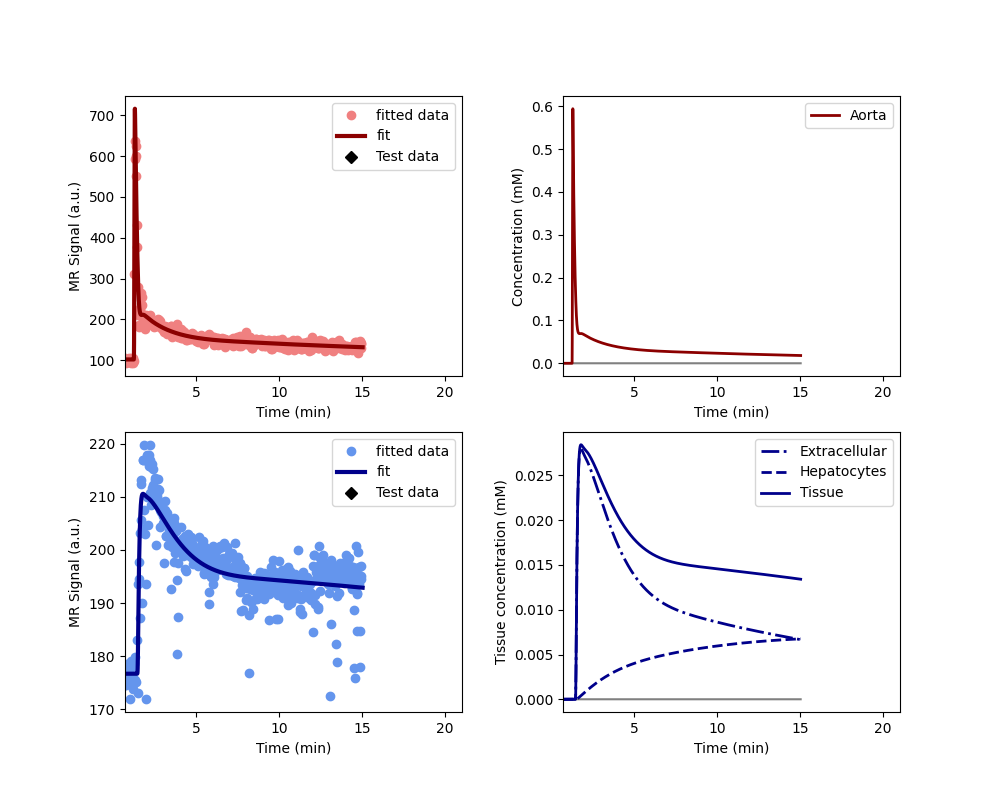 700
600
500
400
300
200
100
MR Signal (a.u.)
fitted data
fit
Test data
5
10
15
20
Time (min)
0.6
0.5
0.4
0.3
0.2
0.1
0.0
Concentration (mM)
Aorta
5
10
15
20
Time (min)
220
210
200
190
180
170
MR Signal (a.u.)
fitted data
fit
Test data
5
10
15
20
Time (min)
0.025
0.020
0.015
0.010
0.005
0.000
Tissue concentration (mM)
Extracellular
Hepatocytes
Tissue
5
10
15
20
Time (min)